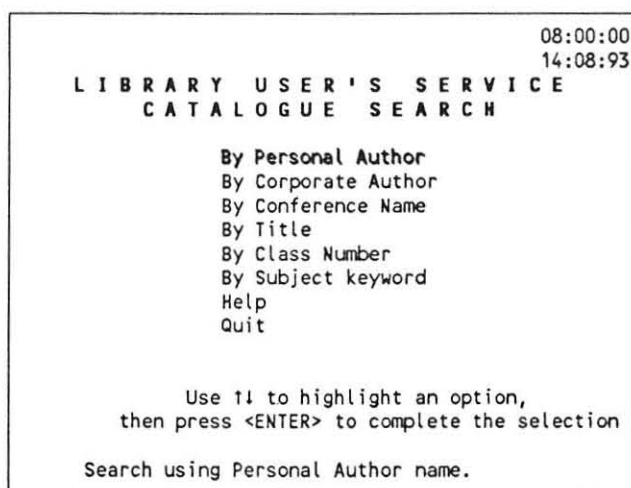 08:00:00
14:08:93
LIBRARY USER'S SERVICE
CATALOGUE SEARCH
By Personal Author
By Corporate Author
By Conference Name
By Title
By Class Number
By Subject keyword
Help
Quit
Use ↑↓ to highlight an option,
then press <ENTER> to complete the selection
Search using Personal Author name.